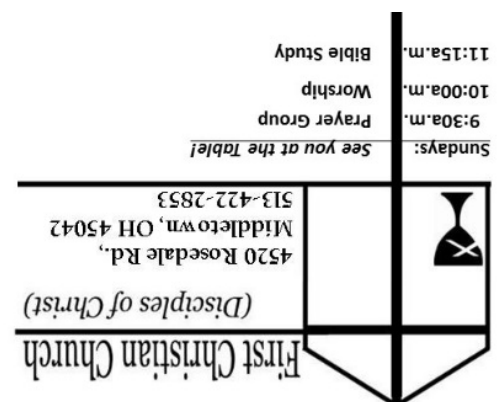 First Christian Church
(Disciples of Christ)
4520 Rosedale Rd.,
Middletown, OH 45042
513-422-2853
Sundays: See you at the Table!
9:30a.m. Prayer Group
10:00a.m. Worship
11:15a.m. Bible Study